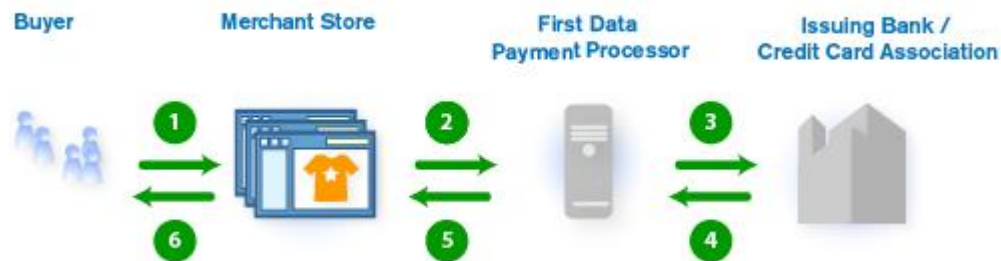 Buyer
Merchant Store
First Data
Payment Processor
Issuing Bank /
Credit Card Association
1
2
3
6
5
4